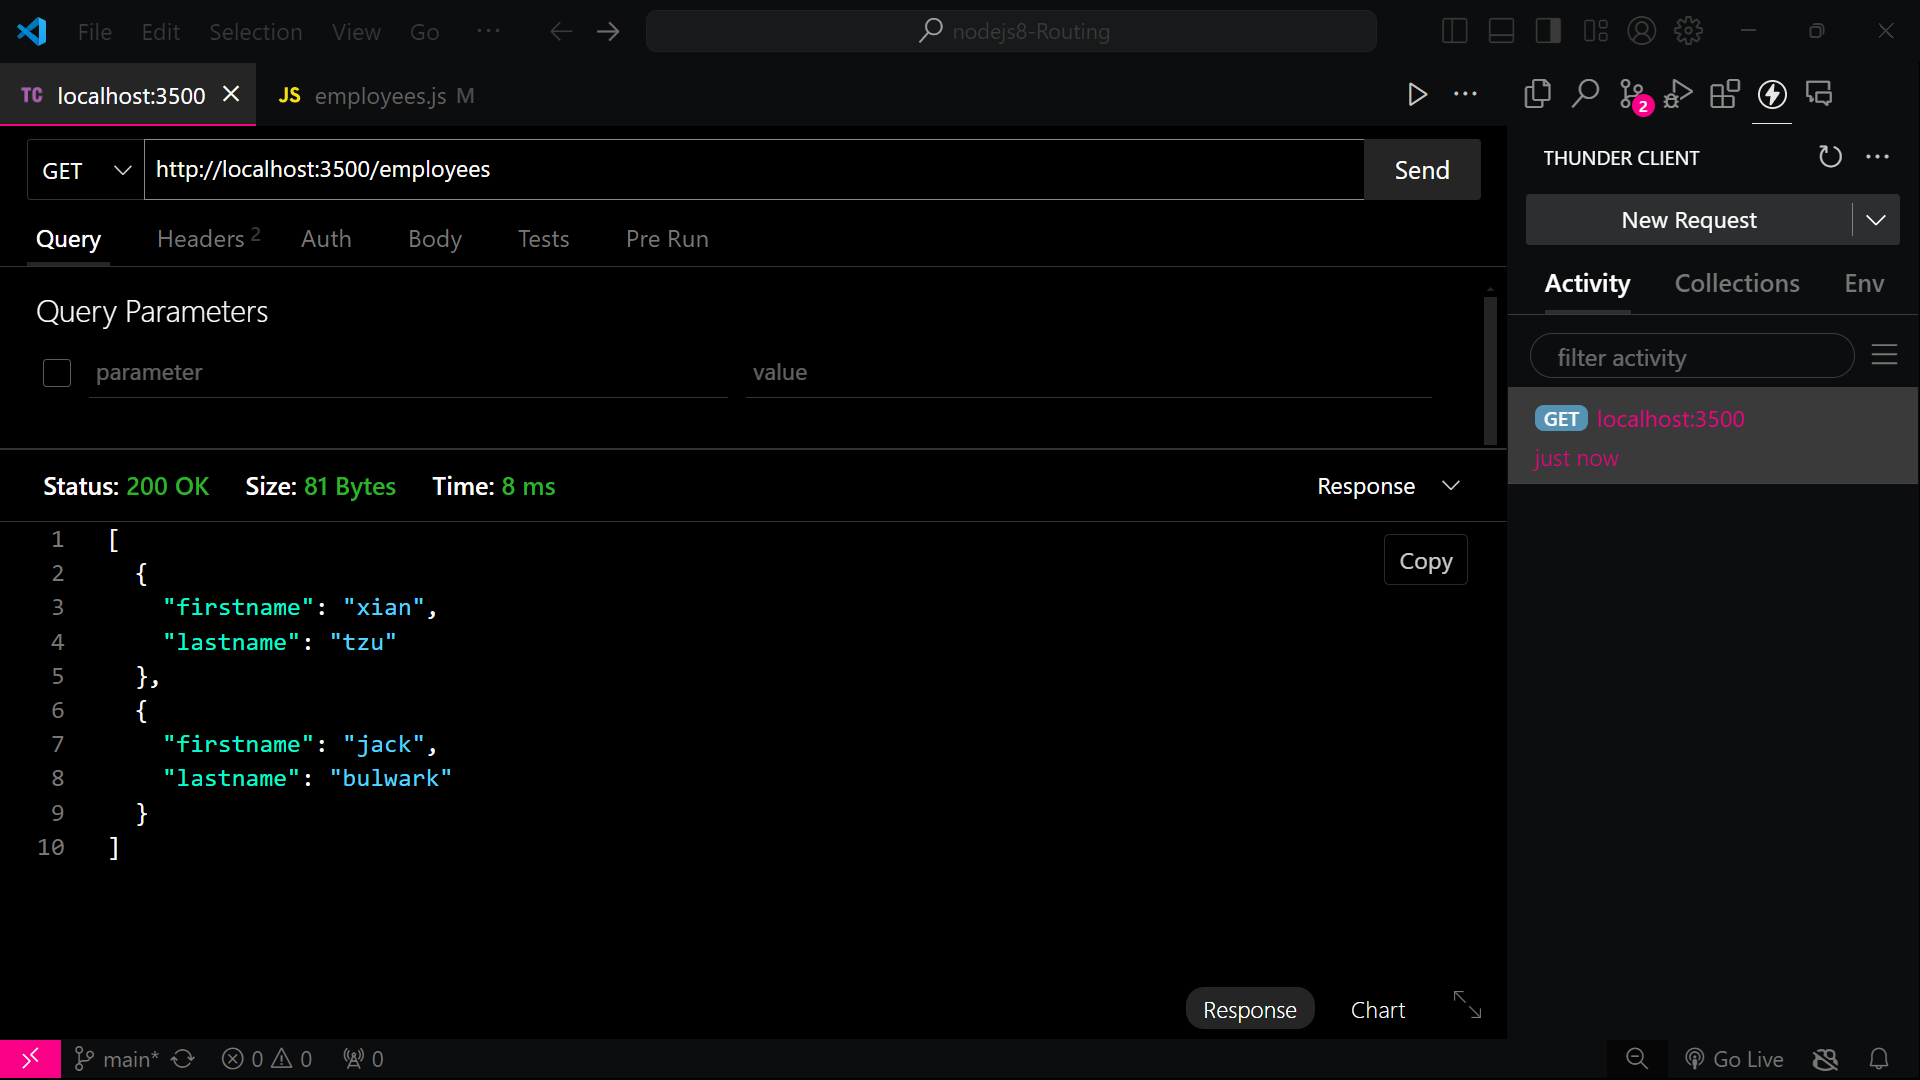 File Edit Selection View Go ···
nodejs8-Routing
TC localhost:3500
JS employees.js M
2
GET http://localhost:3500/employees Send
Query Headers 2 Auth Body Tests Pre Run
Query Parameters
parameter value
Status: 200 OK Size: 81 Bytes Time: 8 ms Response
1 [
2 {
3 "firstname": "xian",
4 "lastname": "tzu"
5 },
6 {
7 "firstname": "jack",
8 "lastname": "bulwark"
9 }
10 ]
Copy
Response Chart
THUNDER CLIENT
New Request
Activity Collections Env
filter activity
GET localhost:3500
just now
main* 0 0 0
Go Live